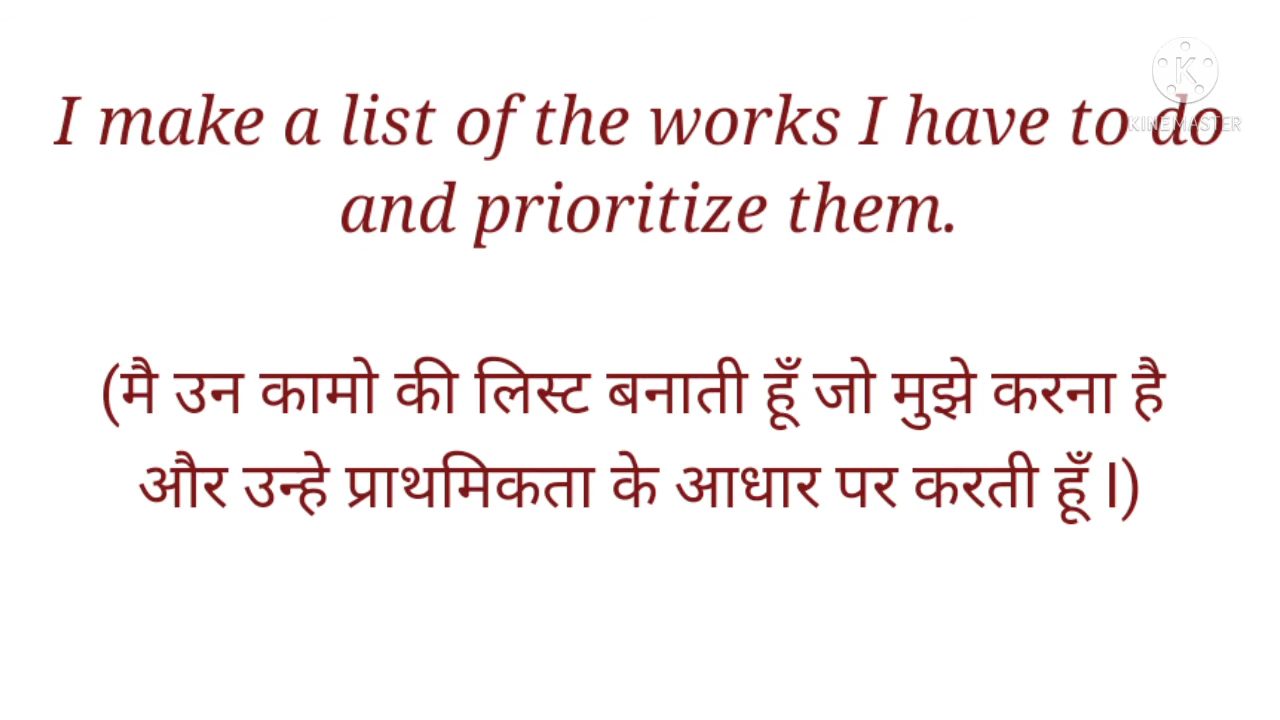 I make a list of the works I have to do
KINEMASTER
and prioritize them.
(मै उन कामो की लिस्ट बनाती हूँ जो मुझे करना है
और उन्हे प्राथमिकता के आधार पर करती हूँ ।)